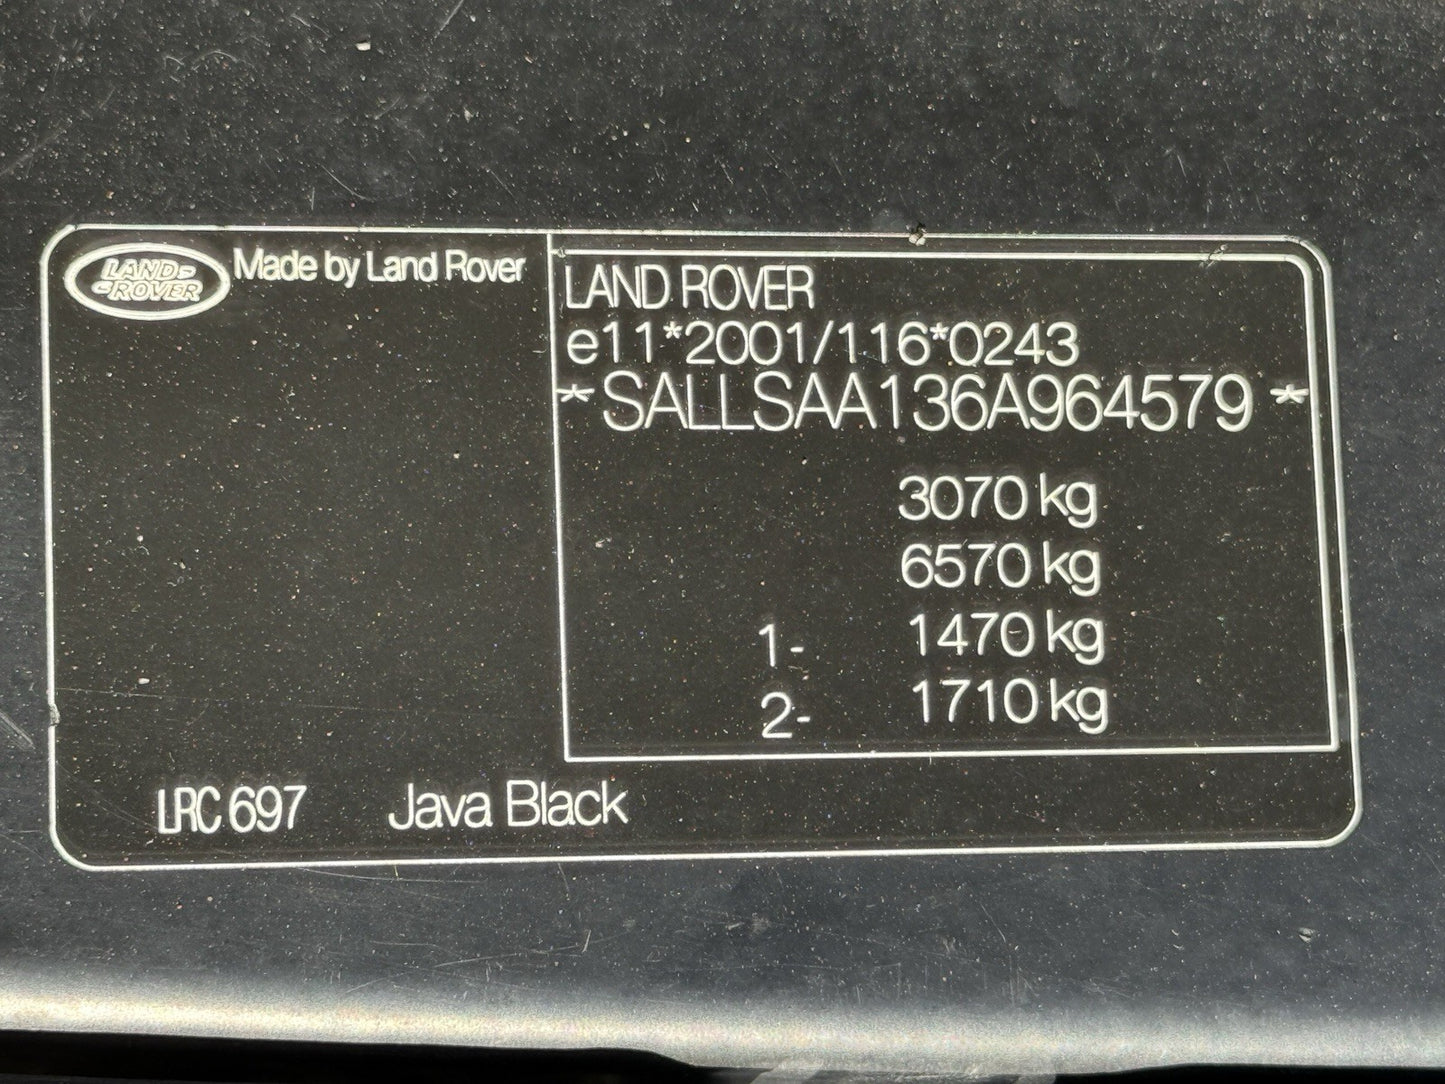 LAND-
-ROVER
Made by Land Rover
LAND ROVER
e11*2001/116*0243
*SALLSAA136A964579*
3070 kg
6570 kg
1- 1470 kg
2- 1710 kg
LRC 697 Java Black